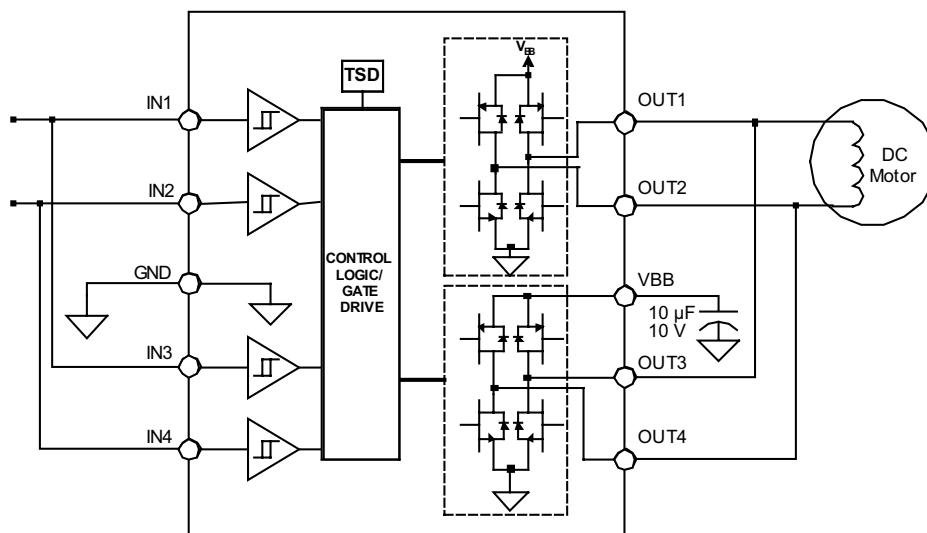 V_BB
TSD
IN1
OUT1
DC
Motor
IN2
OUT2
CONTROL
LOGIC/
GATE
DRIVE
GND
VBB
10 µF
10 V
IN3
OUT3
IN4
OUT4